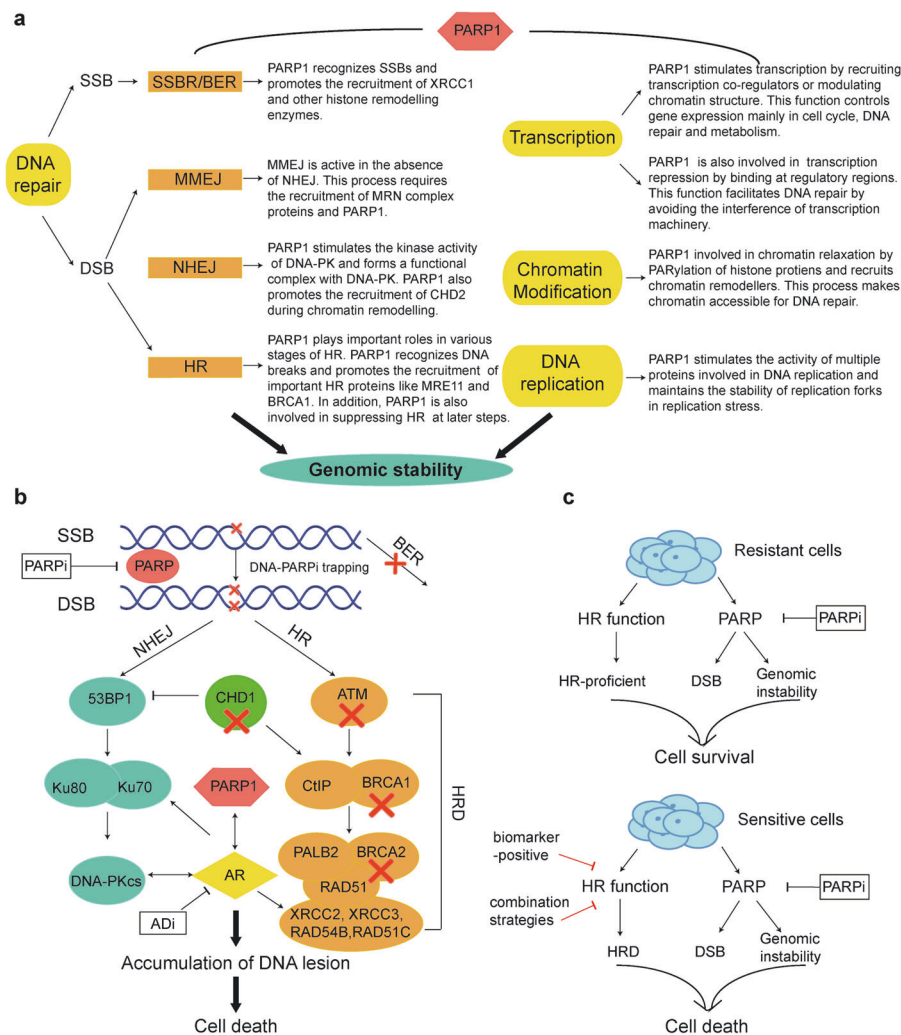 a
PARP1
SSB
SSBR/BER
PARP1 recognizes SSBs and
promotes the recruitment of XRCC1
and other histone remodelling
enzymes.
DNA
repair
MMEJ
MMEJ is active in the absence
of NHEJ. This process requires
the recruitment of MRN complex
proteins and PARP1.
DSB
NHEJ
PARP1 stimulates the kinase activity
of DNA-PK and forms a functional
complex with DNA-PK. PARP1 also
promotes the recruitment of CHD2
during chromatin remodelling.
HR
PARP1 plays important roles in various
stages of HR. PARP1 recognizes DNA
breaks and promotes the recruitment of
important HR proteins like MRE11 and
BRCA1. In addition, PARP1 is also
involved in suppressing HR at later steps.
Transcription
PARP1 stimulates transcription by recruiting
transcription co-regulators or modulating
chromatin structure. This function controls
gene expression mainly in cell cycle, DNA
repair and metabolism.
PARP1 is also involved in transcription
repression by binding at regulatory regions.
This function facilitates DNA repair by
avoiding the interference of transcription
machinery.
Chromatin
Modification
PARP1 involved in chromatin relaxation by
PARylation of histone protiens and recruits
chromatin remodellers. This process makes
chromatin accessible for DNA repair.
DNA
replication
PARP1 stimulates the activity of multiple
proteins involved in DNA replication and
maintains the stability of replication forks
in replication stress.
Genomic stability
b
SSB
BER
PARPi
PARP
DNA-PARPi trapping
DSB
NHEJ
HR
53BP1
CHD1
ATM
Ku80
Ku70
PARP1
CtIP
BRCA1
HRD
PALB2
BRCA2
RAD51
DNA-PKcs
AR
ADi
XRCC2, XRCC3,
RAD54B,RAD51C
Accumulation of DNA lesion
Cell death
c
Resistant cells
HR function
PARP
PARPi
HR-proficient
DSB
Genomic
instability
Cell survival
Sensitive cells
biomarker
-positive
HR function
PARP
PARPi
combination
strategies
HRD
DSB
Genomic
instability
Cell death